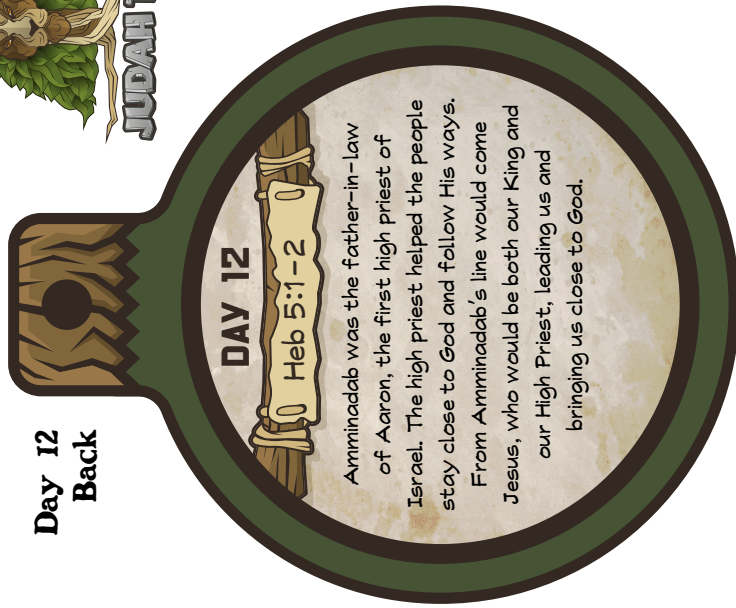 Day 12
Back
JUDAH
DAY 12
Heb 5:1-2
Amminadab was the father-in-law
of Aaron, the first high priest of
Israel. The high priest helped the people
stay close to God and follow His ways.
From Amminadab's line would come
Jesus, who would be both our King and
our High Priest, leading us and
bringing us close to God.